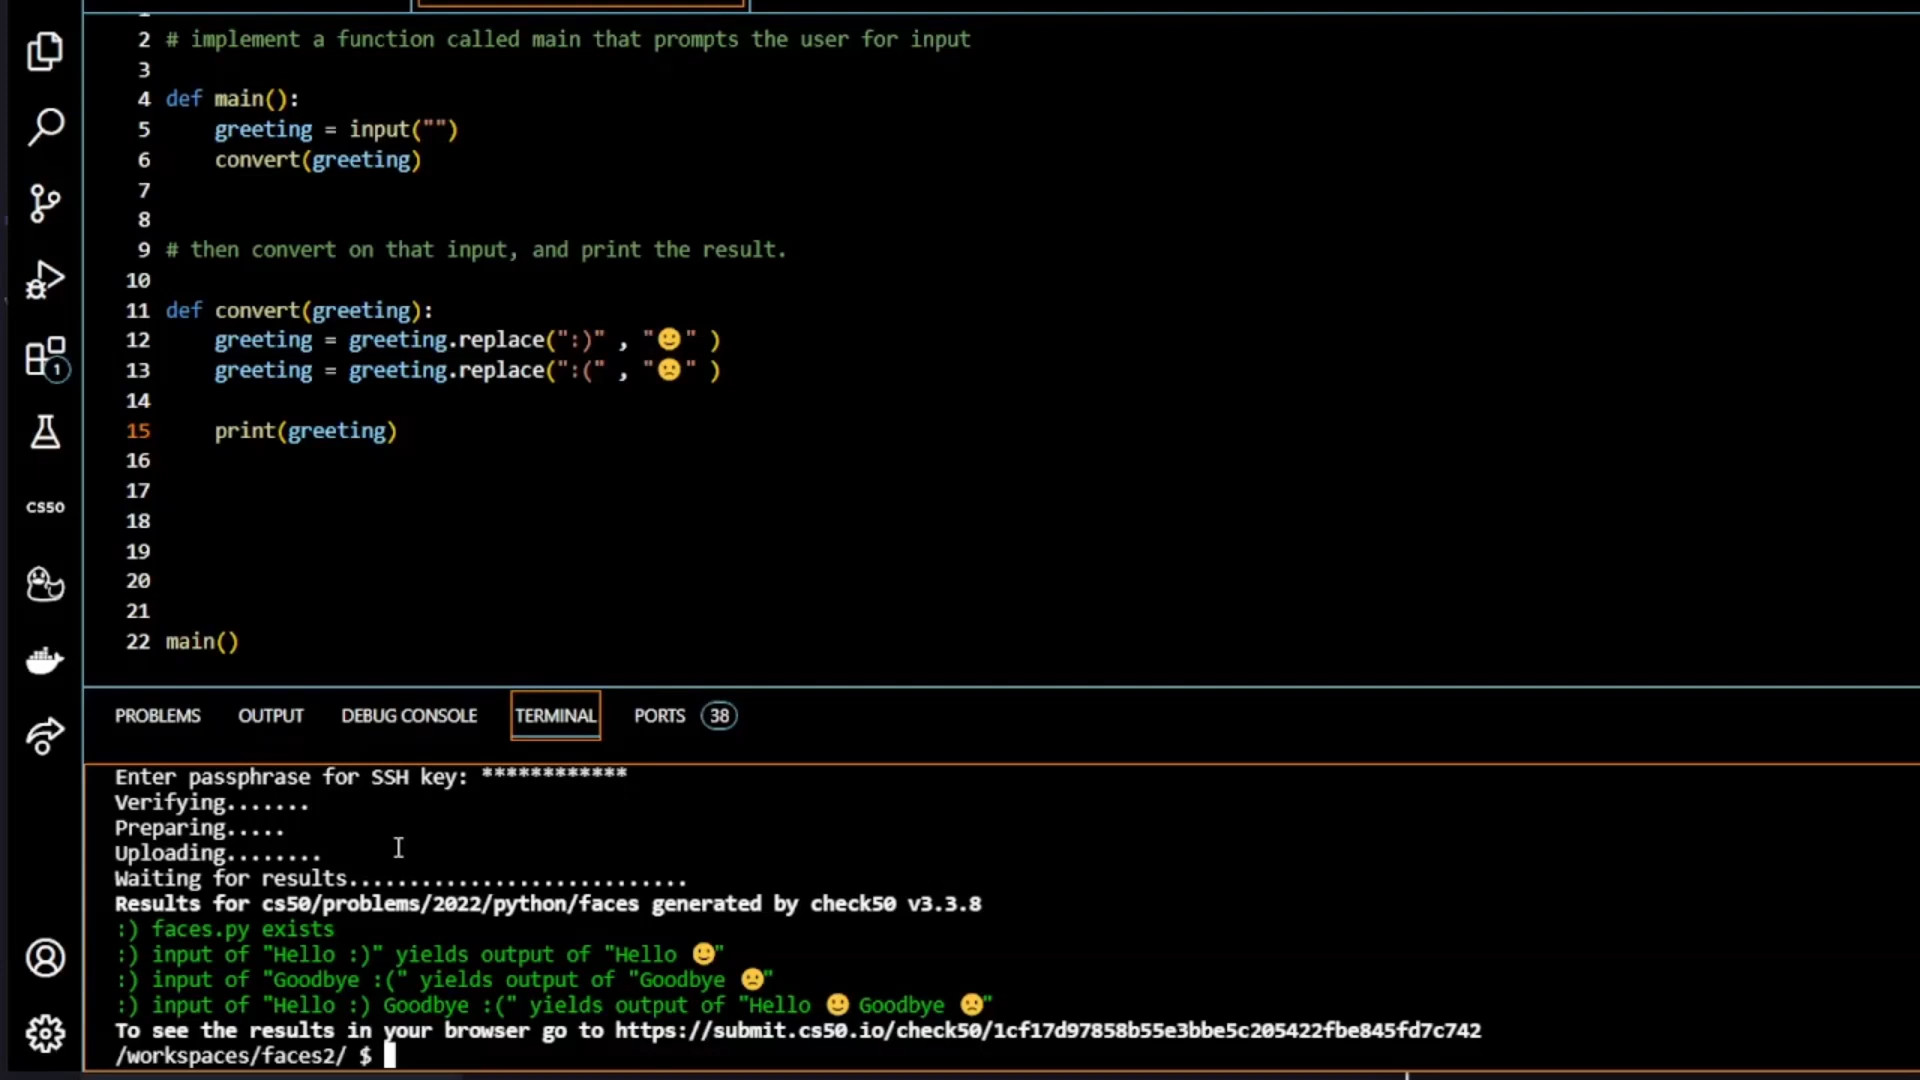 2 # implement a function called main that prompts the user for input
3
4 def main():
5 greeting = input("")
6 convert(greeting)
7
8
9 # then convert on that input, and print the result.
10
11 def convert(greeting):
12 greeting = greeting.replace(":)" , "🙂" )
13 greeting = greeting.replace(":(" , "🙁" )
14
15 print(greeting)
16
17
18
19
20
21
22 main()
1
CS50
PROBLEMS OUTPUT DEBUG CONSOLE TERMINAL PORTS 38
Enter passphrase for SSH key: ************
Verifying.......
Preparing.....
Uploading........
Waiting for results............................
Results for cs50/problems/2022/python/faces generated by check50 v3.3.8
:) faces.py exists
:) input of "Hello :)" yields output of "Hello 🙂"
:) input of "Goodbye :(" yields output of "Goodbye 🙁"
:) input of "Hello :) Goodbye :(" yields output of "Hello 🙂 Goodbye 🙁"
To see the results in your browser go to https://submit.cs50.io/check50/1cf17d97858b55e3bbe5c205422fbe845fd7c742
/workspaces/faces2/ $